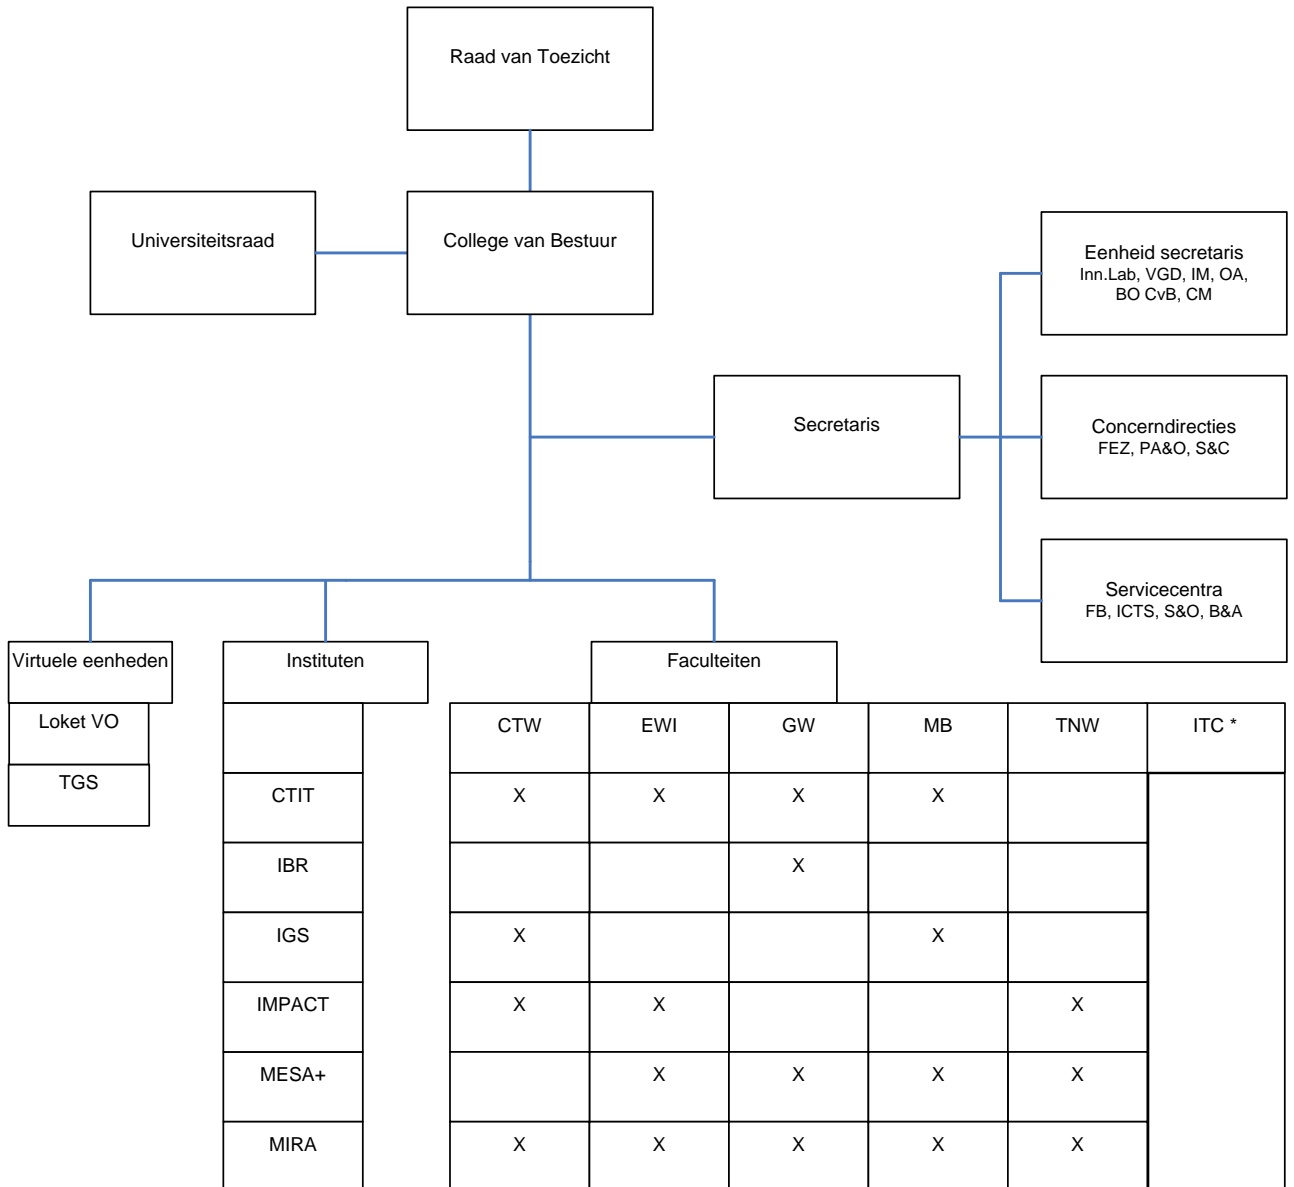 Raad van Toezicht
Universiteitsraad
College van Bestuur
Eenheid secretaris
Inn.Lab, VGD, IM, OA,
BO CvB, CM
Secretaris
Concerndirecties
FEZ, PA&O, S&C
Servicecentra
FB, ICTS, S&O, B&A
Virtuele eenheden
Instituten
Faculteiten
Loket VO
TGS
CTW EWI GW MB TNW ITC *
CTIT X X X X
IBR X
IGS X X
IMPACT X X X
MESA+ X X X X
MIRA X X X X X